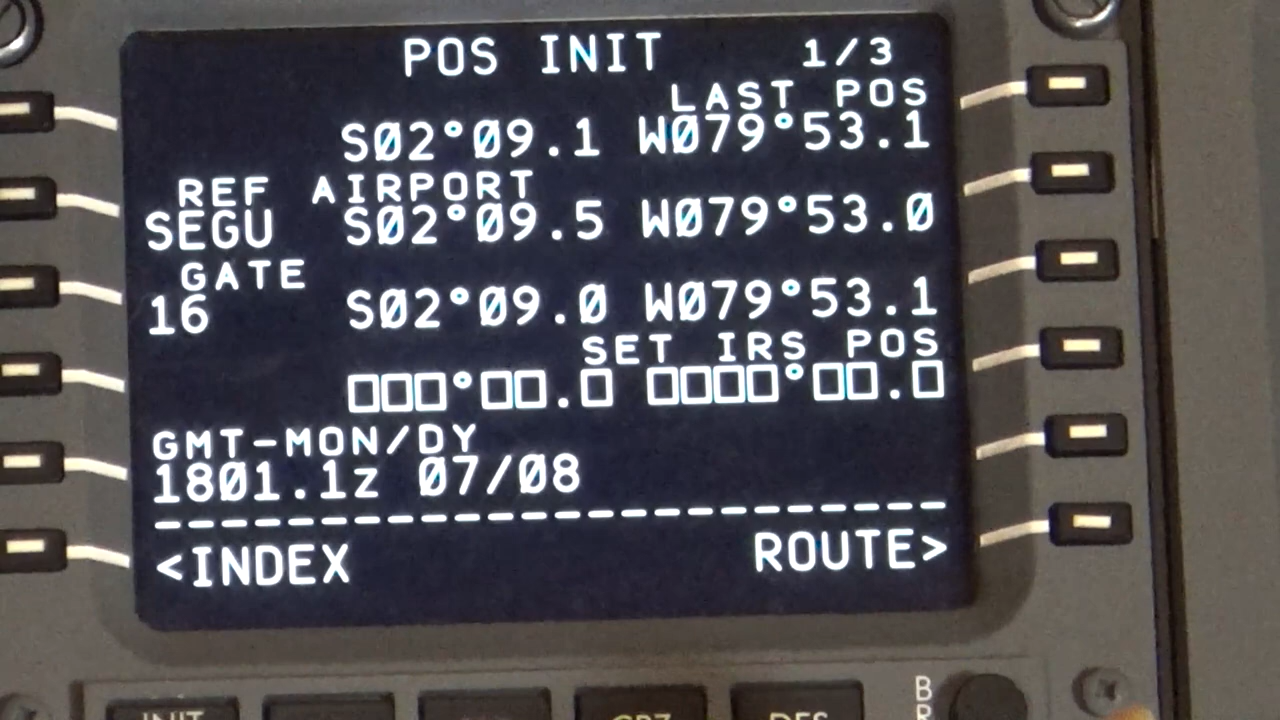 POS INIT 1/3
LAST POS
S02°09.1 W079°53.1
REF AIRPORT
SEGU S02°09.5 W079°53.0
GATE
16 S02°09.0 W079°53.1
SET IRS POS
□□□°□□.□ □□□□°□□.□
GMT-MON/DY
1801.1z 07/08
------------------------
<INDEX ROUTE>
INIT DES
B
R